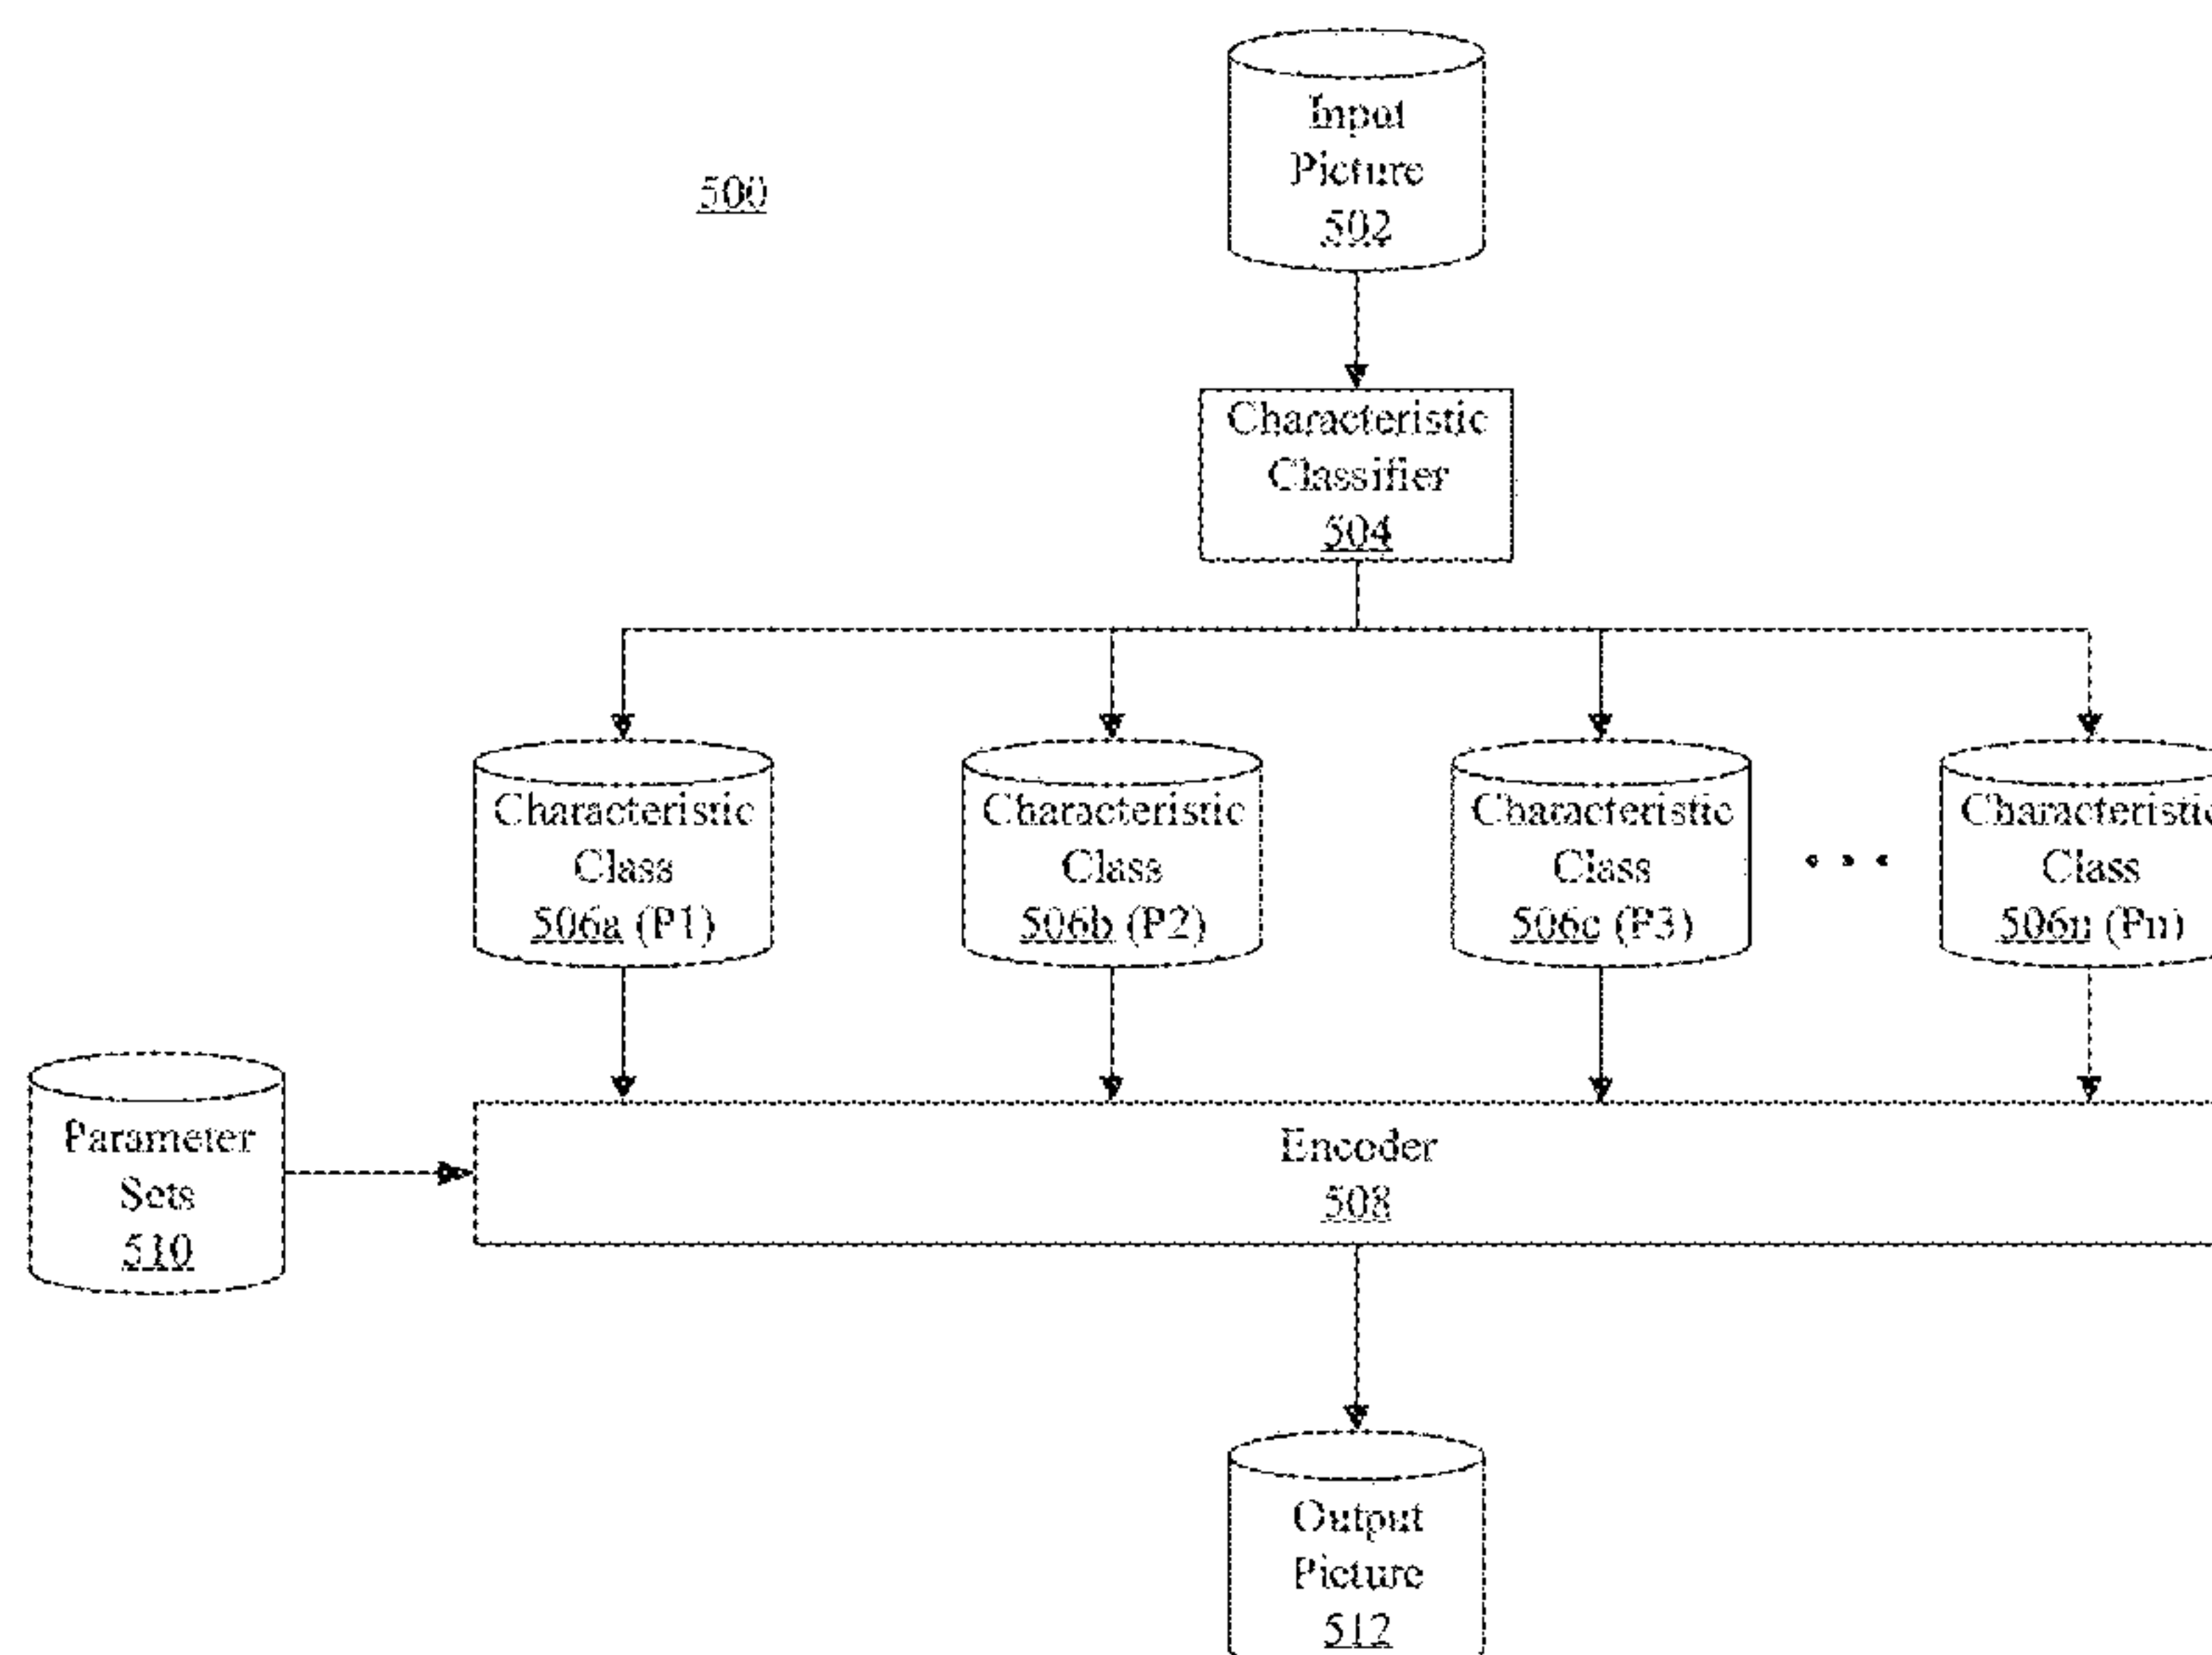 500
Input
Picture
502
Characteristic
Classifier
504
Characteristic
Class
506a (P1)
Characteristic
Class
506b (P2)
Characteristic
Class
506c (P3)
• • •
Characteristic
Class
506n (Pn)
Parameter
Sets
510
Encoder
508
Output
Picture
512